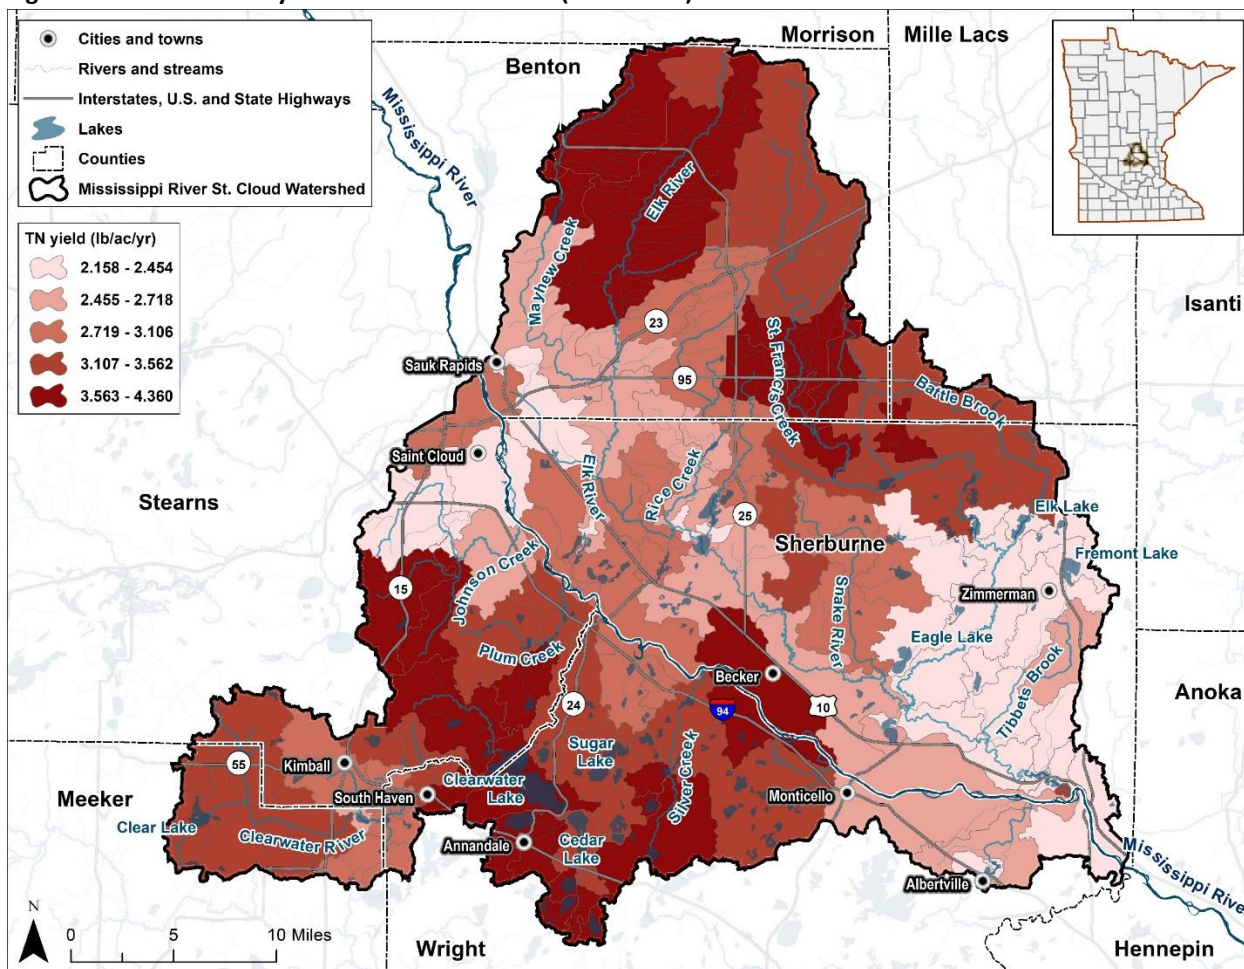 Morrison
Mille Lacs
Benton
Cities and towns
Rivers and streams
Interstates, U.S. and State Highways
Lakes
Counties
Mississippi River St. Cloud Watershed
Mississippi River
TN yield (lb/ac/yr)
2.158 - 2.454
2.455 - 2.718
2.719 - 3.106
3.107 - 3.562
3.563 - 4.360
Elk River
Mayhew Creek
Isanti
23
St. Francis Creek
Sauk Rapids
95
Battle Brook
Saint Cloud
Elk River
Rice Creek
Stearns
25
Elk Lake
Sherburne
Fremont Lake
Johnson Creek
15
Zimmerman
Snake River
Eagle Lake
Plum Creek
Becker
Tibbets Brook
Anoka
24
94
10
Sugar
Lake
Kimball
55
Clearwater
Lake
Silver Creek
South Haven
Monticello
Meeker
Clear Lake
Clearwater River
Annandale
Cedar
Lake
Albertville
Mississippi River
N
0
5
10 Miles
Wright
Hennepin